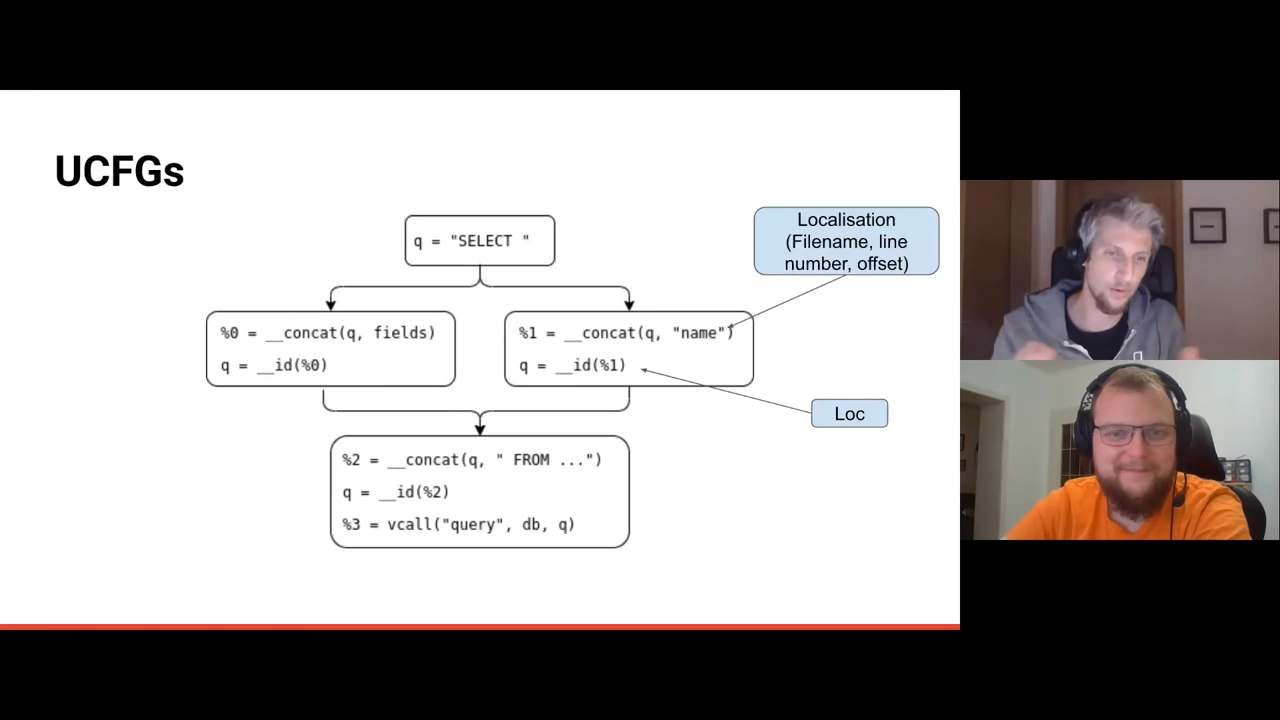 UCFGs
q = "SELECT "
Localisation
(Filename, line
number, offset)
%0 = __concat(q, fields)
q = __id(%0)
%1 = __concat(q, "name")
q = __id(%1)
Loc
%2 = __concat(q, " FROM ...")
q = __id(%2)
%3 = vcall("query", db, q)